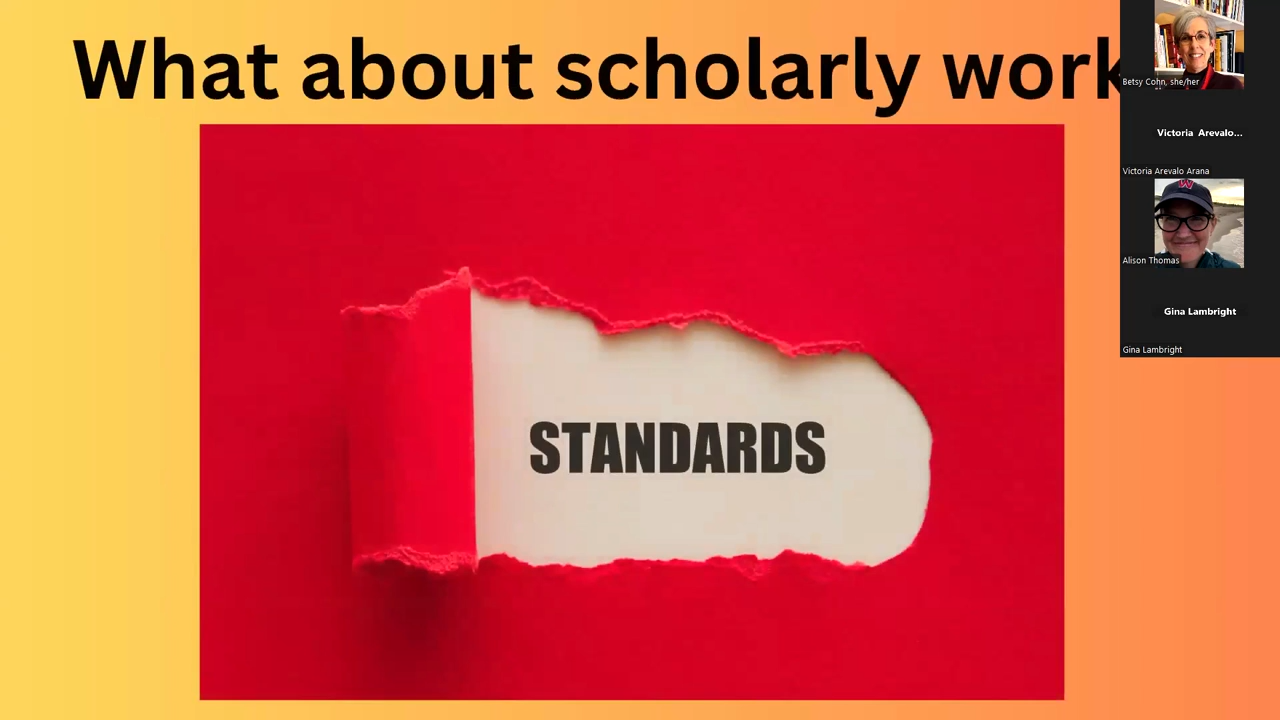 What about scholarly work
STANDARDS
Betsy Cohn, she/her
Victoria Arevalo...
Victoria Arevalo Arana
W
Alison Thomas
Gina Lambright
Gina Lambright